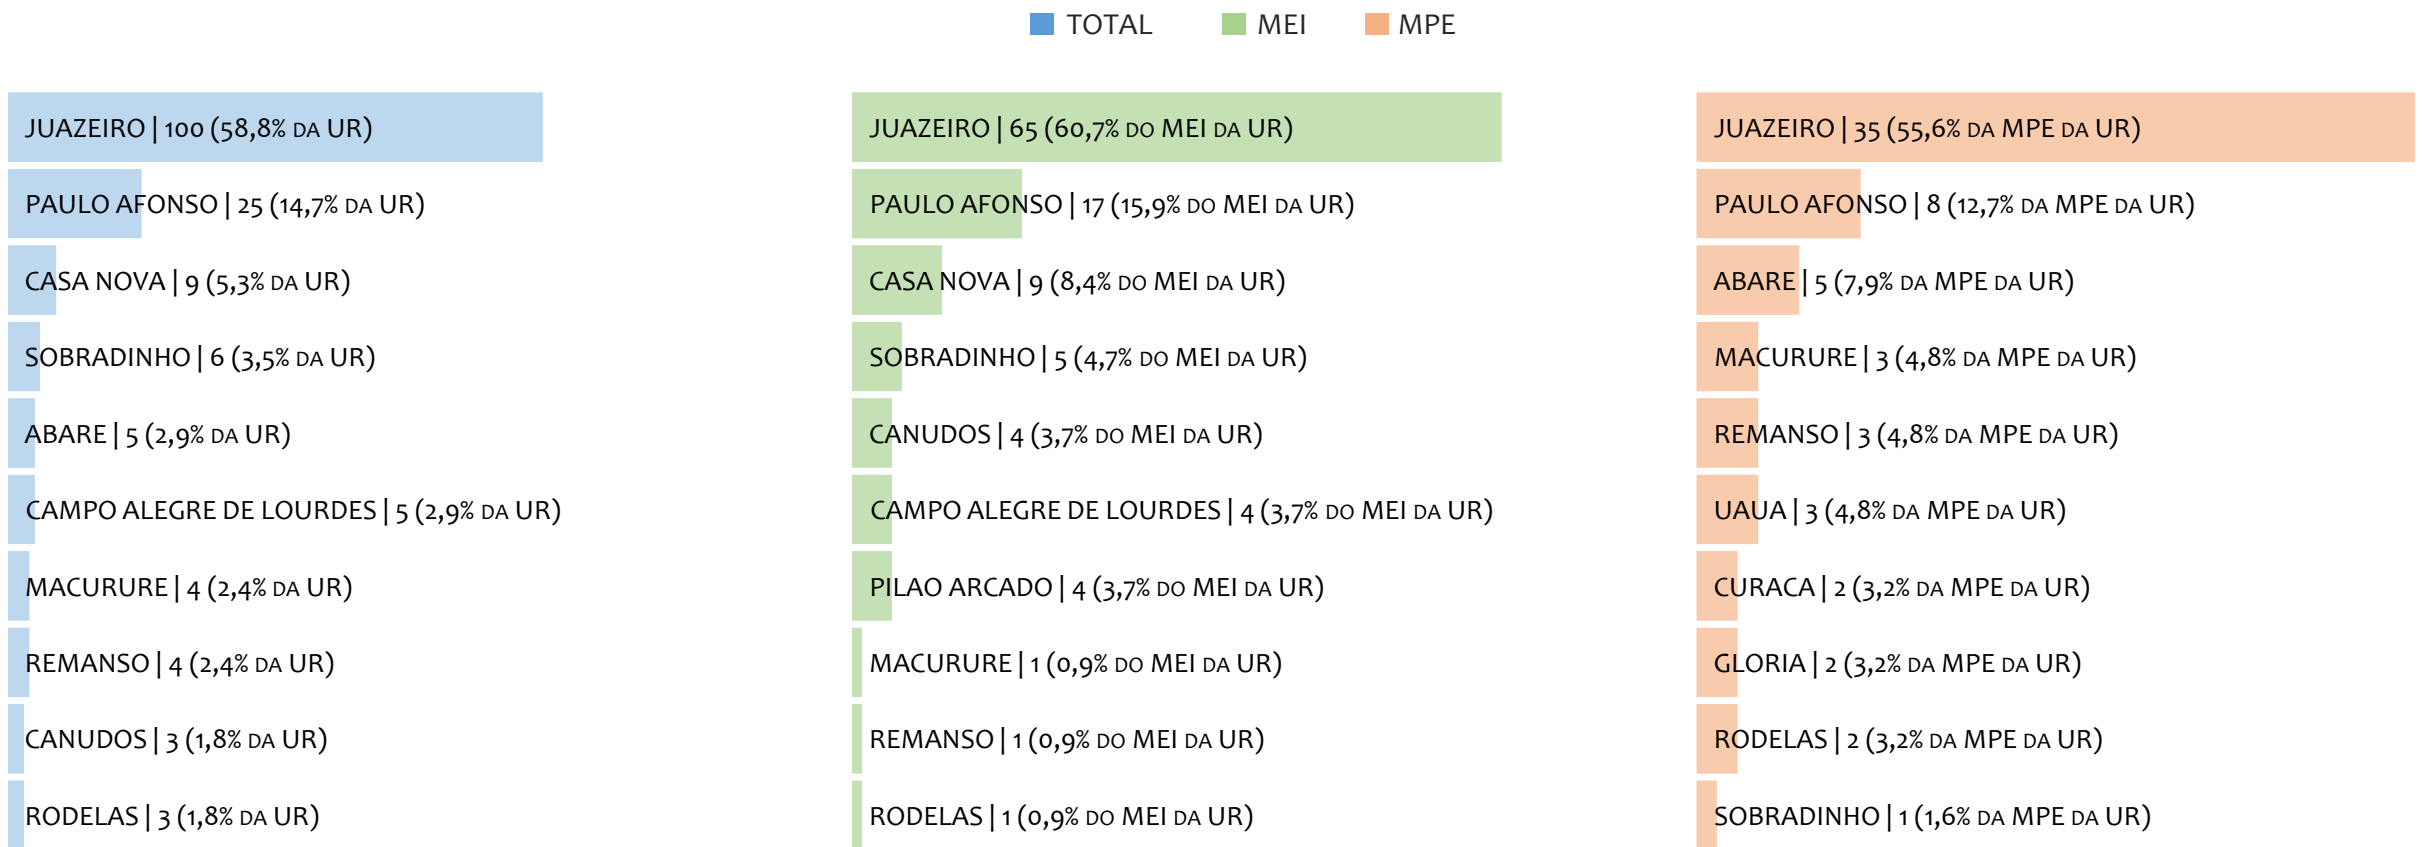 TOTAL MEI MPE
JUAZEIRO | 100 (58,8% DA UR)
PAULO AFONSO | 25 (14,7% DA UR)
CASA NOVA | 9 (5,3% DA UR)
SOBRADINHO | 6 (3,5% DA UR)
ABARE | 5 (2,9% DA UR)
CAMPO ALEGRE DE LOURDES | 5 (2,9% DA UR)
MACURURE | 4 (2,4% DA UR)
REMANSO | 4 (2,4% DA UR)
CANUDOS | 3 (1,8% DA UR)
RODELAS | 3 (1,8% DA UR)
JUAZEIRO | 65 (60,7% DO MEI DA UR)
PAULO AFONSO | 17 (15,9% DO MEI DA UR)
CASA NOVA | 9 (8,4% DO MEI DA UR)
SOBRADINHO | 5 (4,7% DO MEI DA UR)
CANUDOS | 4 (3,7% DO MEI DA UR)
CAMPO ALEGRE DE LOURDES | 4 (3,7% DO MEI DA UR)
PILAO ARCADO | 4 (3,7% DO MEI DA UR)
MACURURE | 1 (0,9% DO MEI DA UR)
REMANSO | 1 (0,9% DO MEI DA UR)
RODELAS | 1 (0,9% DO MEI DA UR)
JUAZEIRO | 35 (55,6% DA MPE DA UR)
PAULO AFONSO | 8 (12,7% DA MPE DA UR)
ABARE | 5 (7,9% DA MPE DA UR)
MACURURE | 3 (4,8% DA MPE DA UR)
REMANSO | 3 (4,8% DA MPE DA UR)
UAUA | 3 (4,8% DA MPE DA UR)
CURACA | 2 (3,2% DA MPE DA UR)
GLORIA | 2 (3,2% DA MPE DA UR)
RODELAS | 2 (3,2% DA MPE DA UR)
SOBRADINHO | 1 (1,6% DA MPE DA UR)